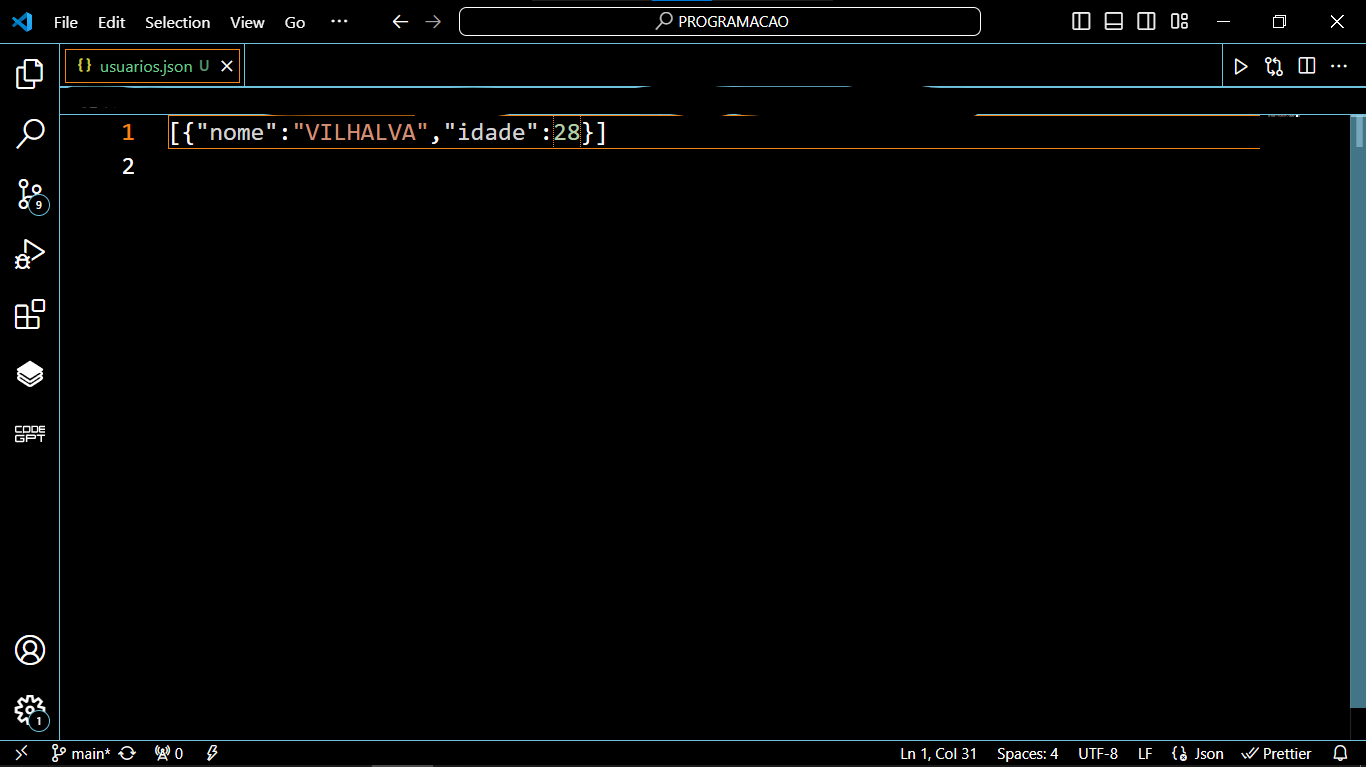 File Edit Selection View Go ··· PROGRAMACAO
usuarios.json U
1 [{"nome":"VILHALVA","idade":28}]
2
9
CODE
GPT
1
main* 0 Ln 1, Col 31 Spaces: 4 UTF-8 LF Json Prettier